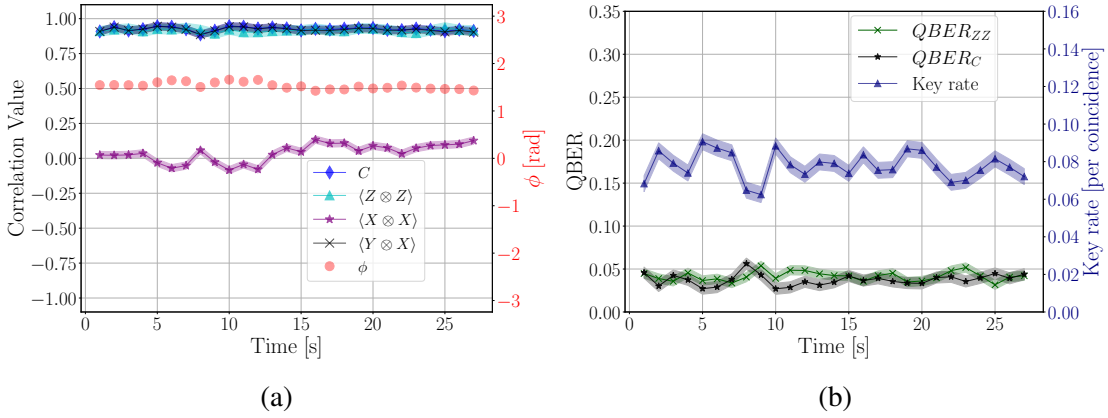 1.00
0.75
0.50
0.25
0.00
−0.25
−0.50
−0.75
−1.00
Correlation Value
0 5 10 15 20 25
Time [s]
3
2
1
0
−1
−2
−3
ϕ [rad]
C
⟨Z ⊗ Z⟩
⟨X ⊗ X⟩
⟨Y ⊗ X⟩
ϕ
(a)
0.35
0.30
0.25
0.20
0.15
0.10
0.05
0.00
QBER
0 5 10 15 20 25
Time [s]
0.16
0.14
0.12
0.10
0.08
0.06
0.04
0.02
0.00
Key rate [per coincidence]
QBER_ZZ
QBER_C
Key rate
(b)